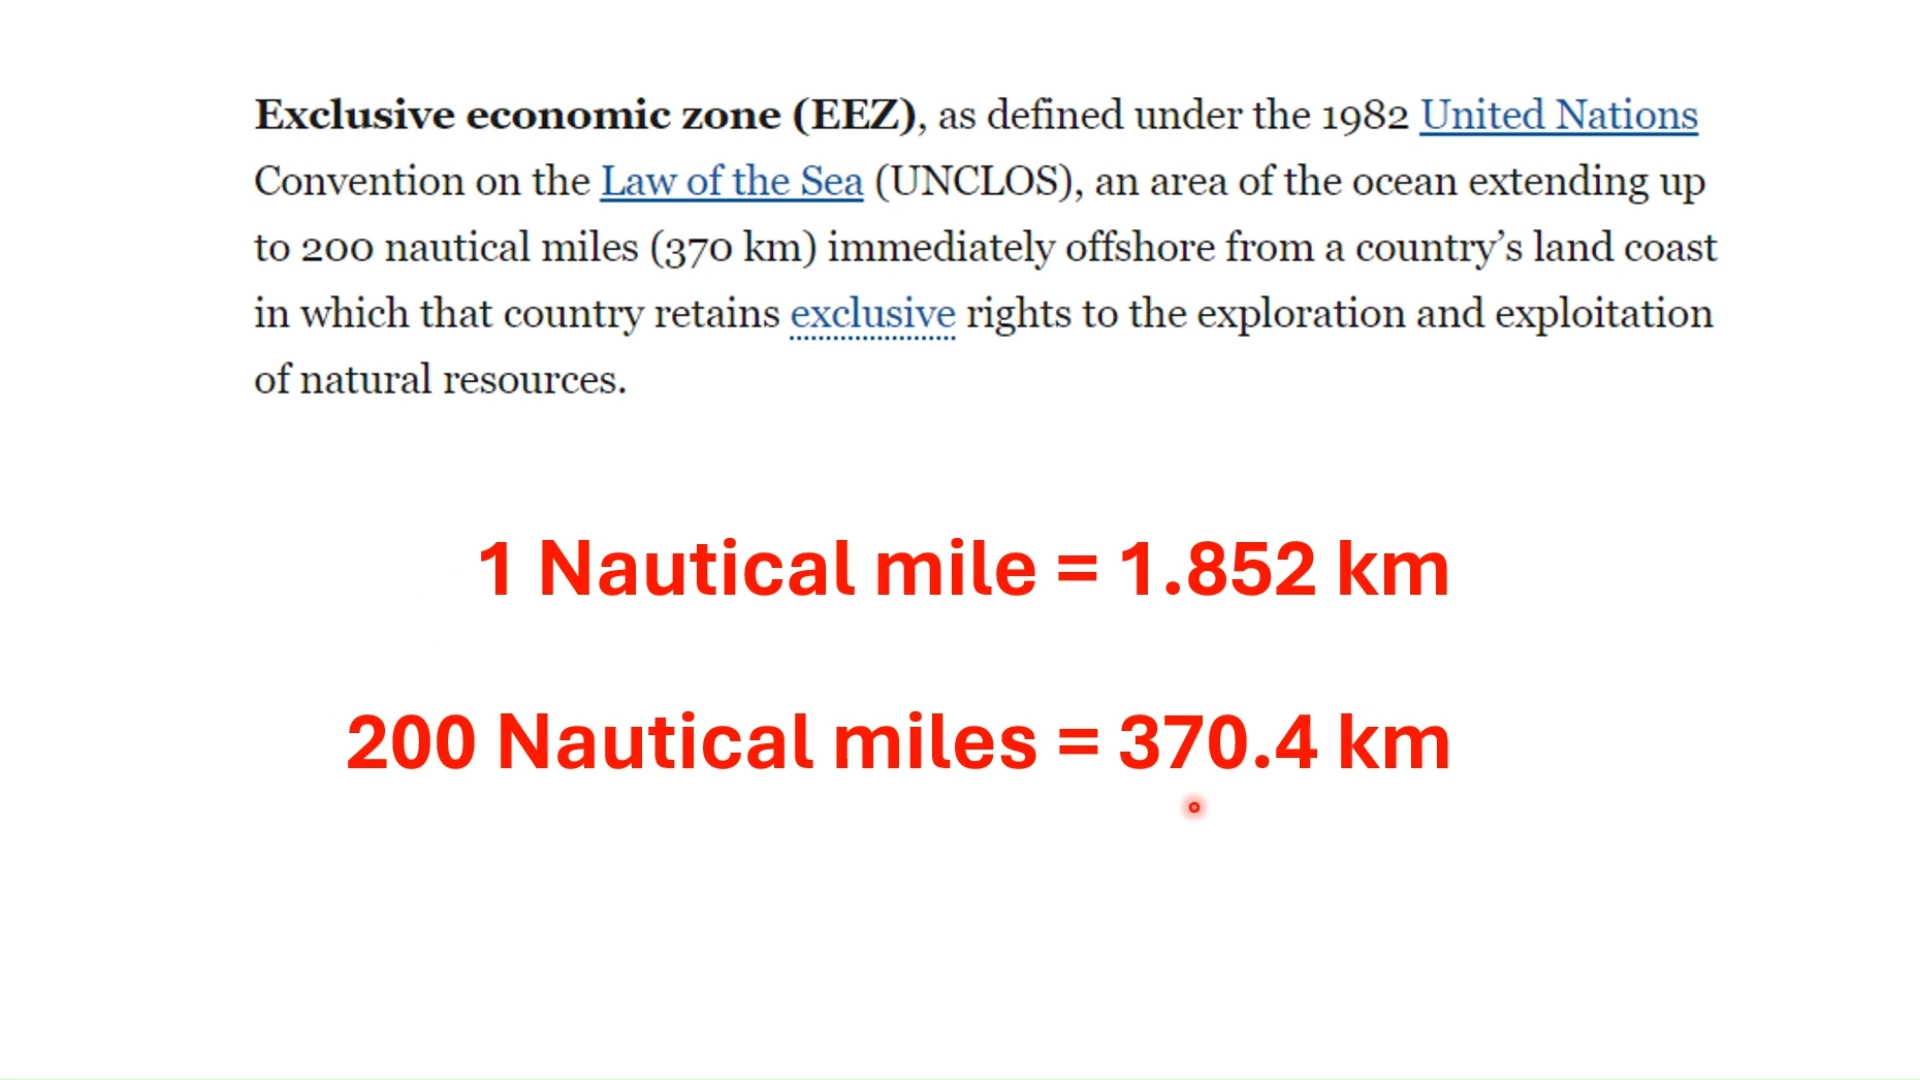 Exclusive economic zone (EEZ), as defined under the 1982 United Nations
Convention on the Law of the Sea (UNCLOS), an area of the ocean extending up
to 200 nautical miles (370 km) immediately offshore from a country’s land coast
in which that country retains exclusive rights to the exploration and exploitation
of natural resources.
1 Nautical mile = 1.852 km
200 Nautical miles = 370.4 km